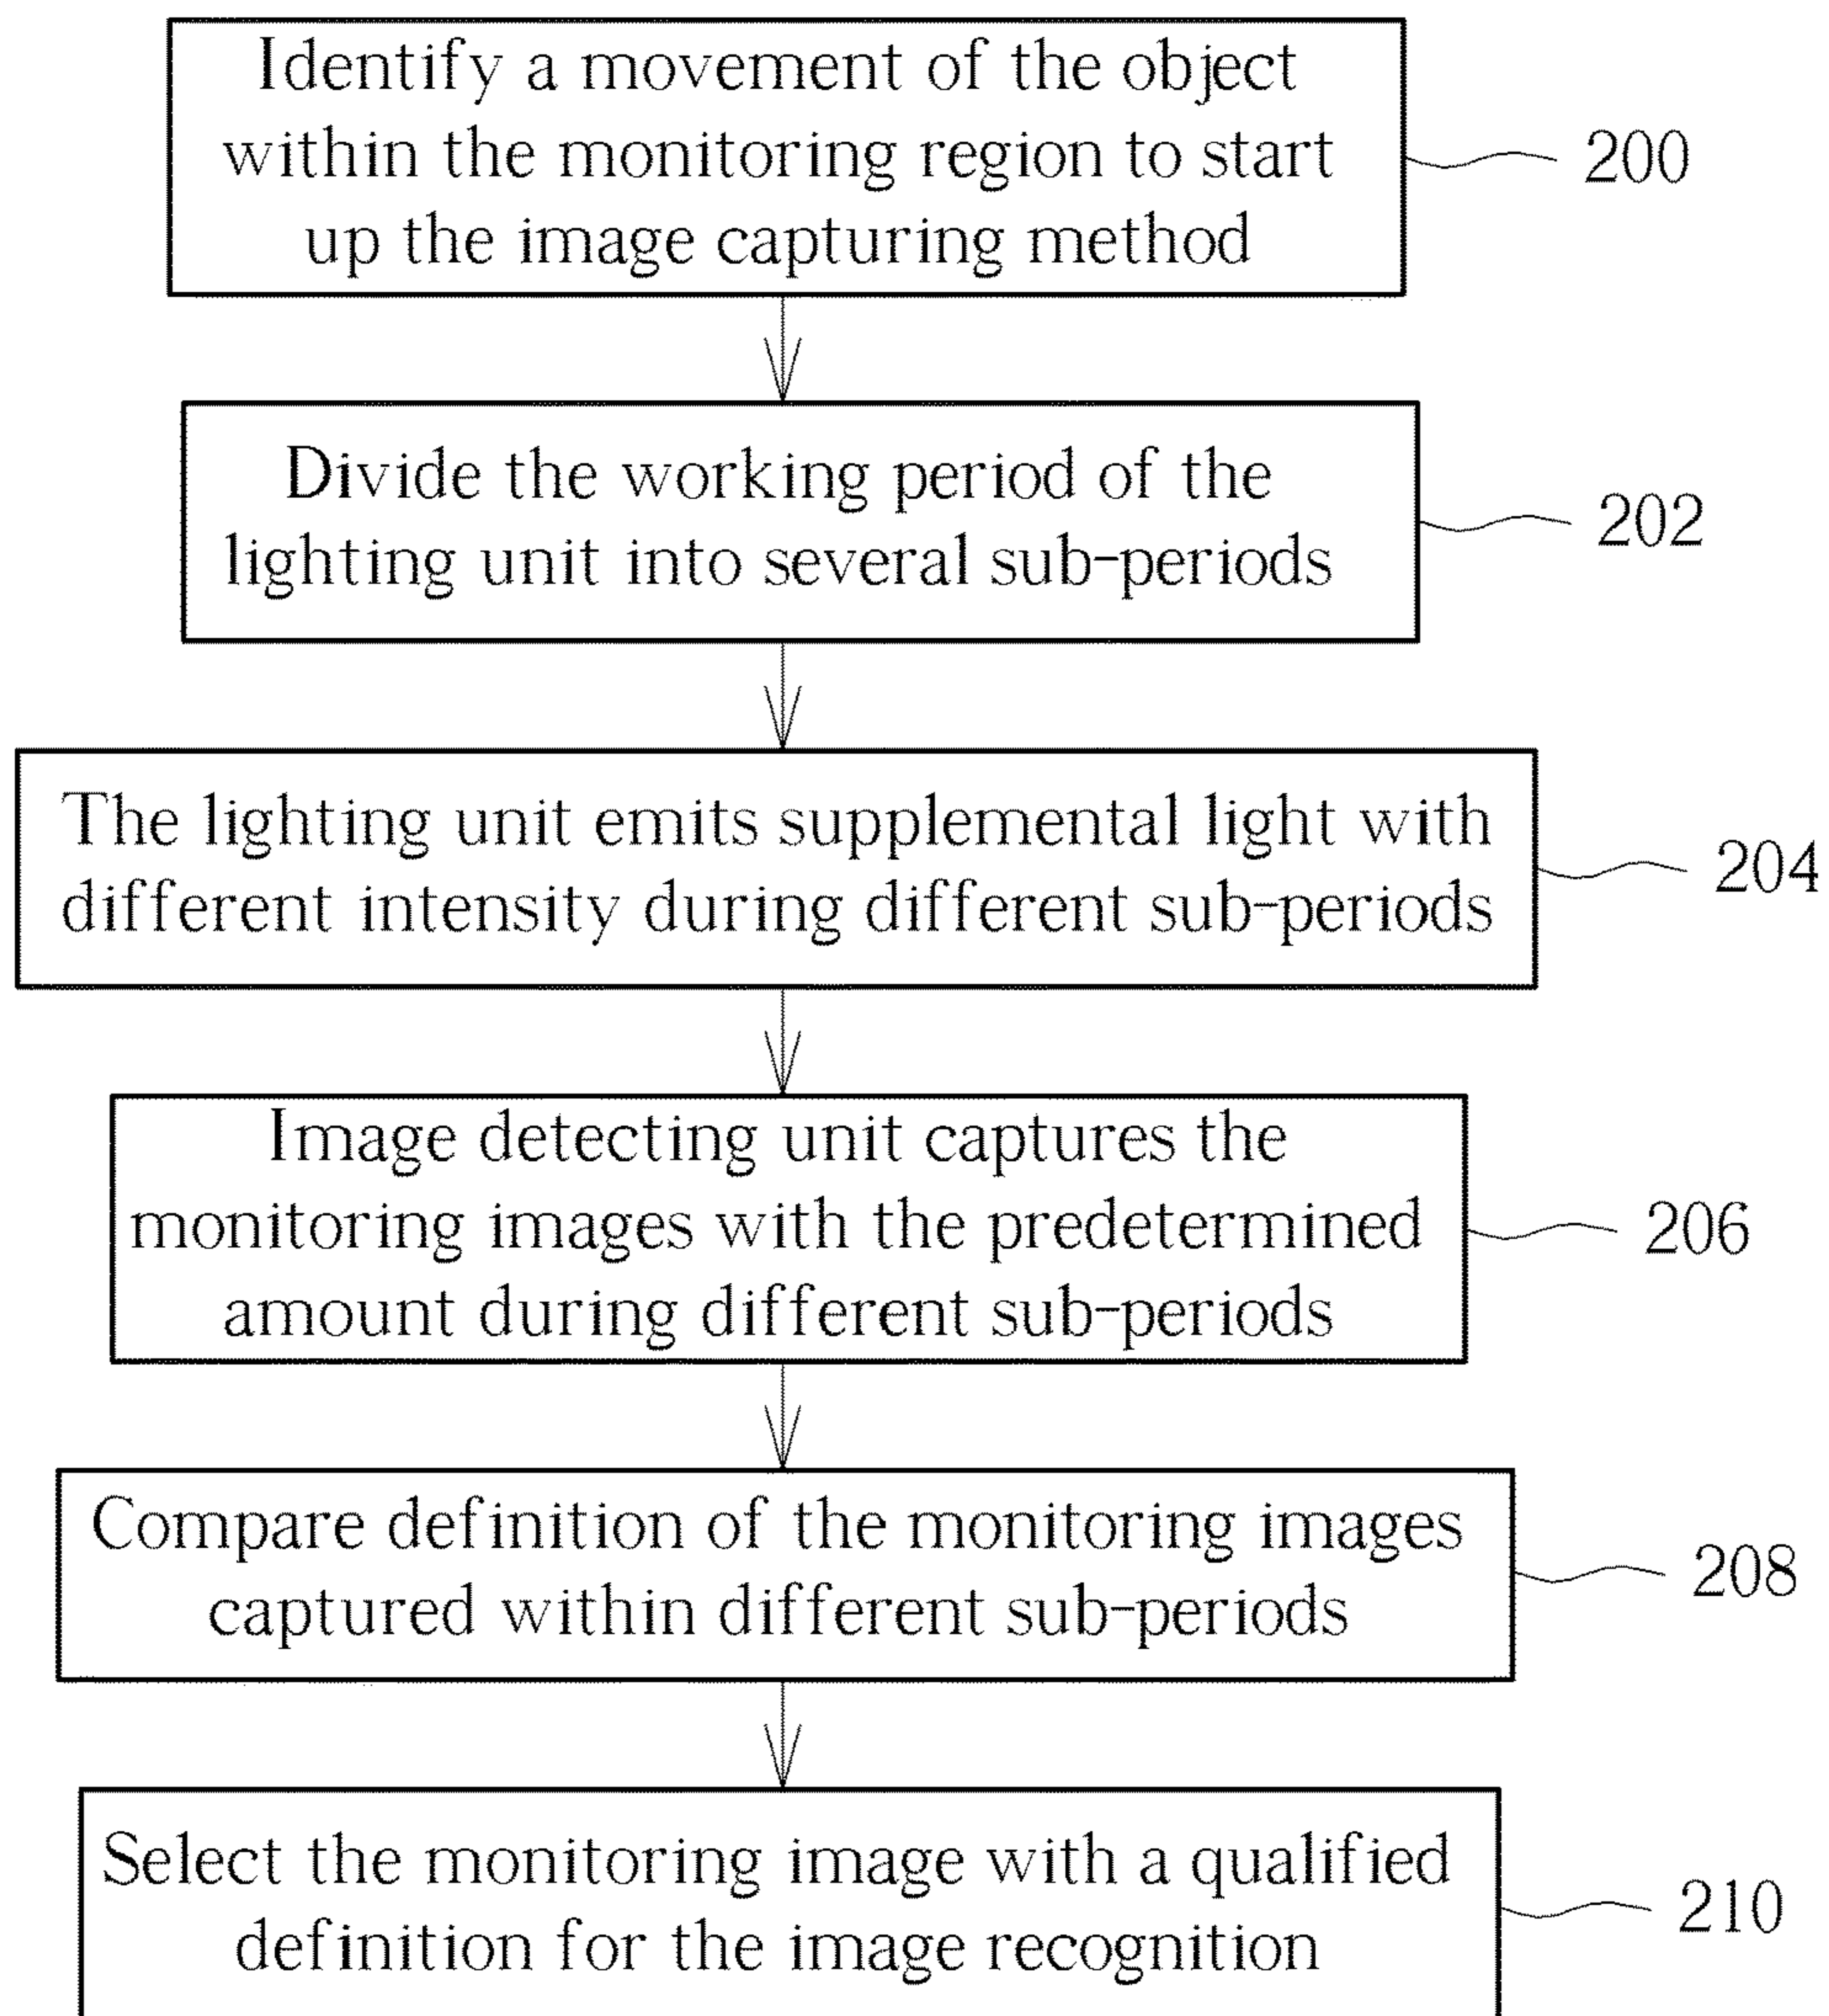 Identify a movement of the object
within the monitoring region to start
up the image capturing method
200
Divide the working period of the
lighting unit into several sub-periods
202
The lighting unit emits supplemental light with
different intensity during different sub-periods
204
Image detecting unit captures the
monitoring images with the predetermined
amount during different sub-periods
206
Compare definition of the monitoring images
captured within different sub-periods
208
Select the monitoring image with a qualified
definition for the image recognition
210